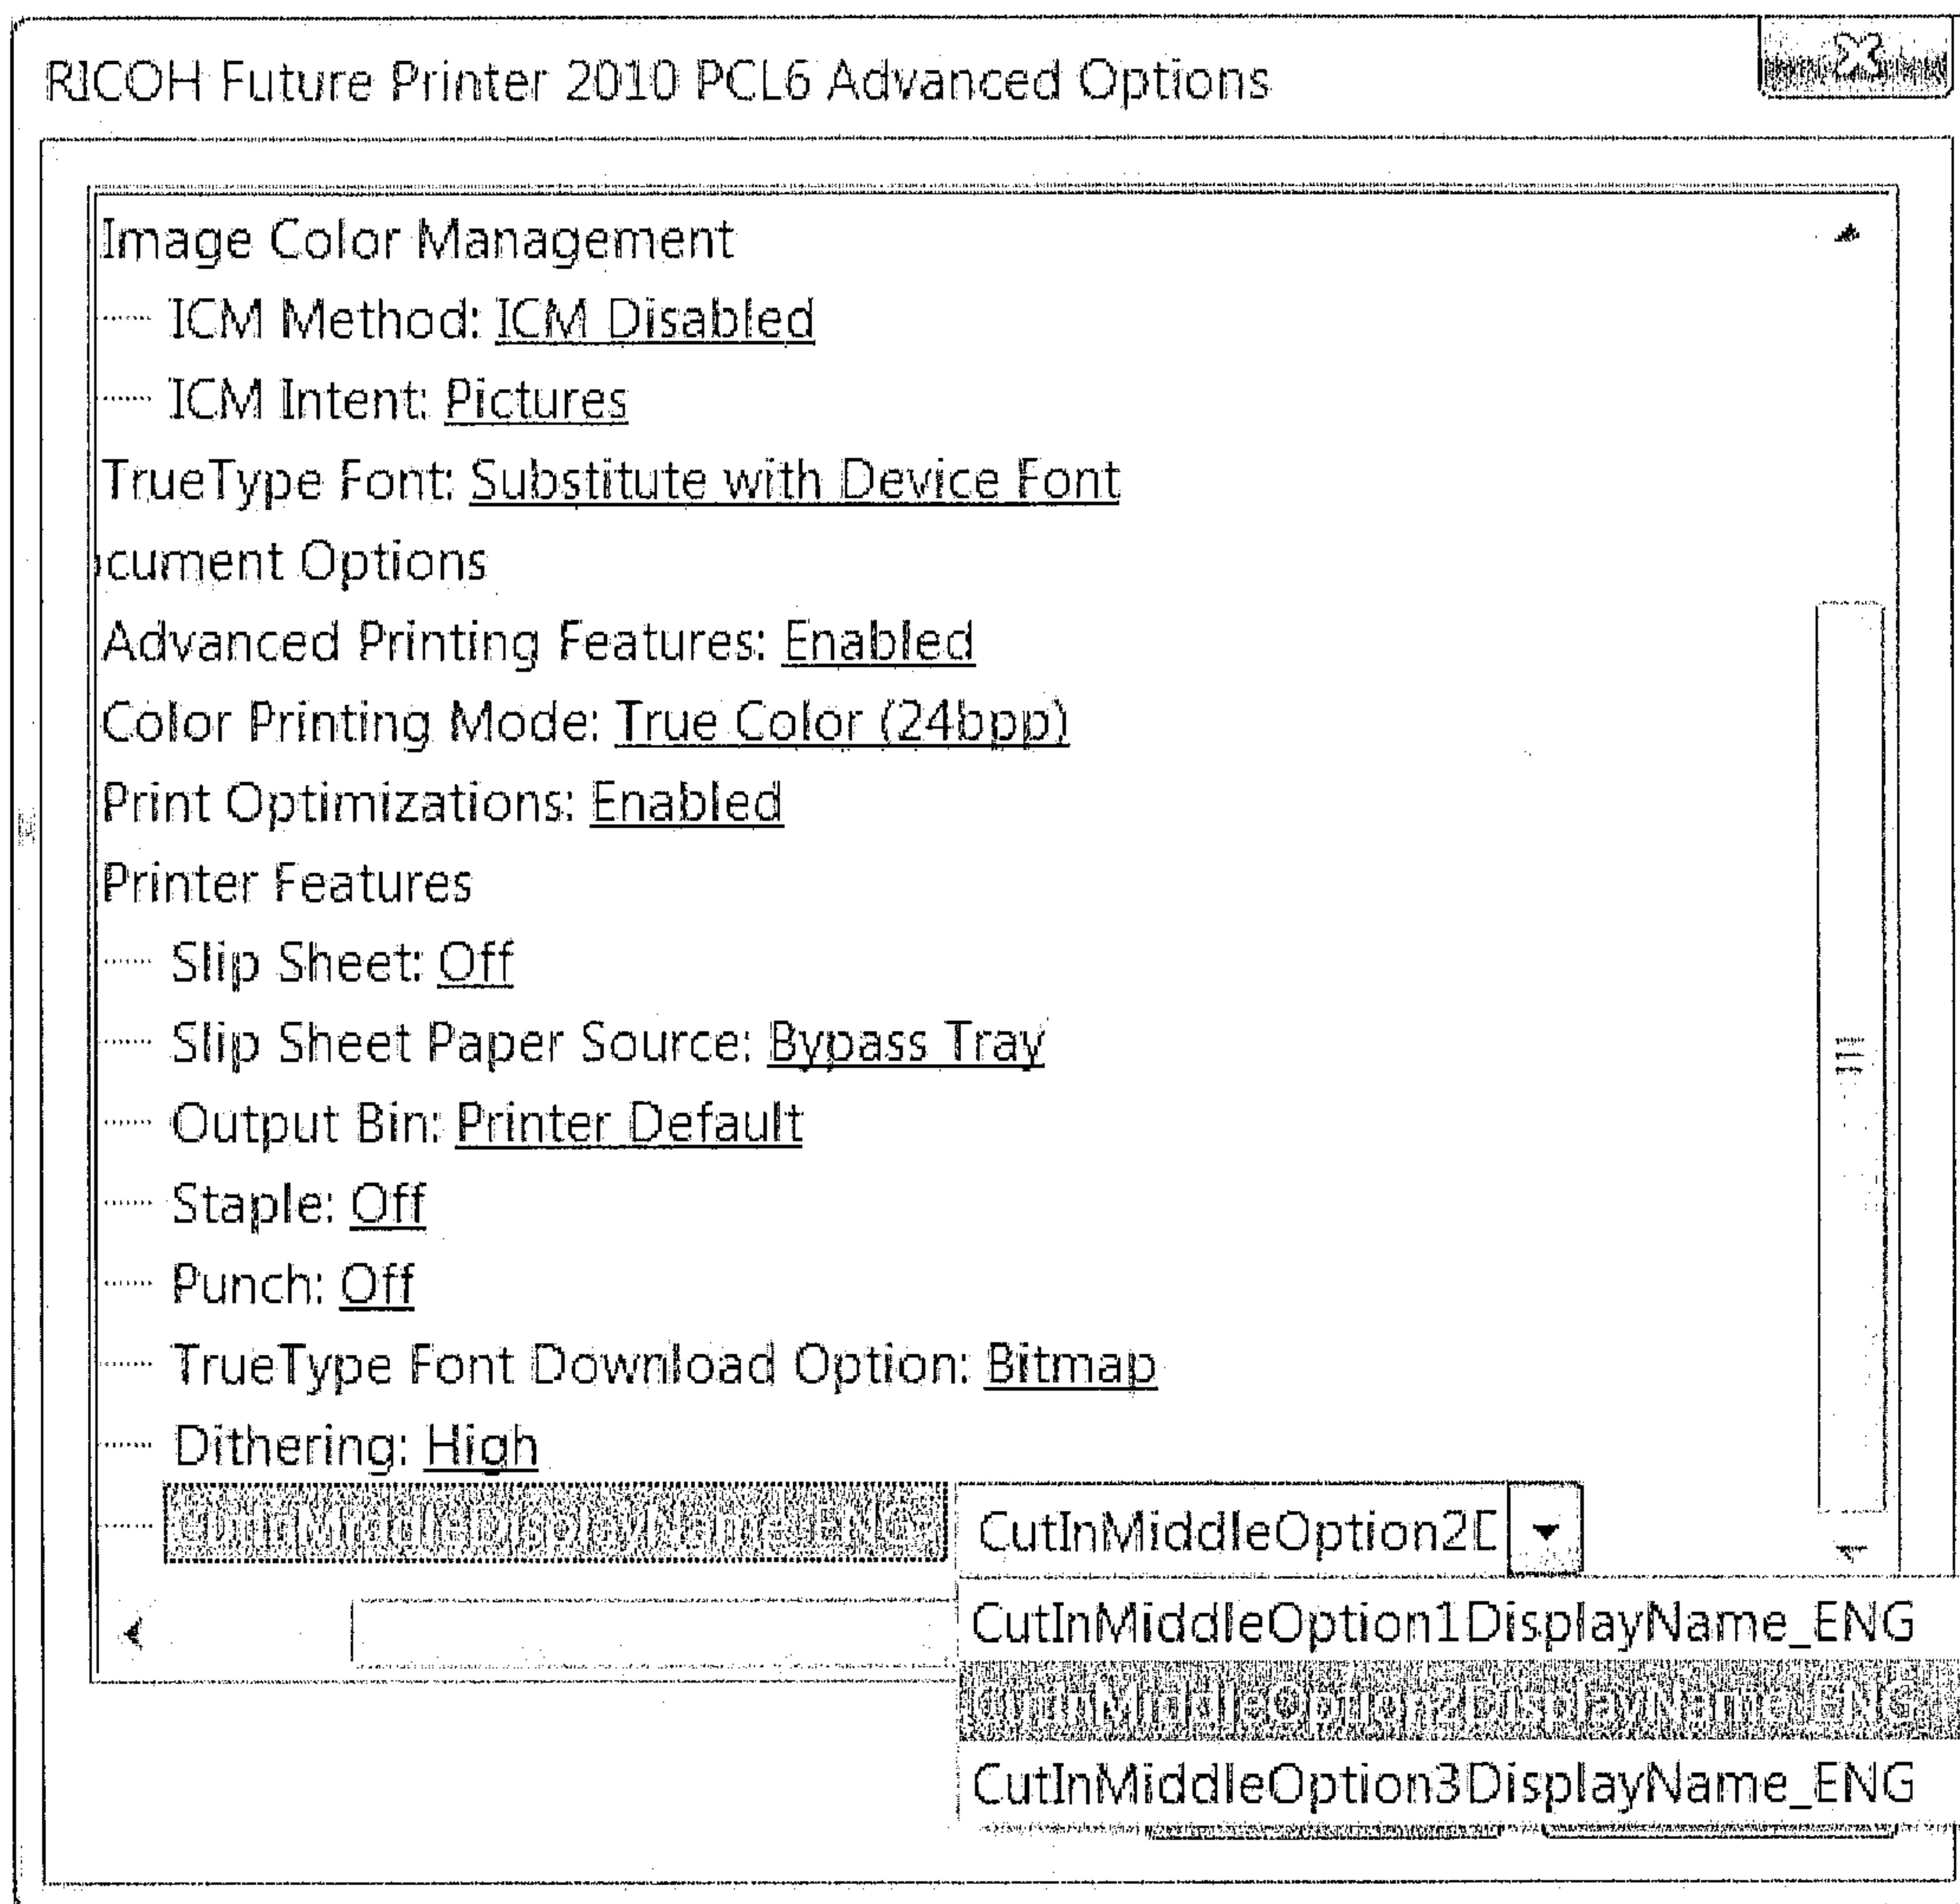 RICOH Future Printer 2010 PCL6 Advanced Options
Image Color Management
ICM Method: ICM Disabled
ICM Intent: Pictures
TrueType Font: Substitute with Device Font
cument Options
Advanced Printing Features: Enabled
Color Printing Mode: True Color (24bpp)
Print Optimizations: Enabled
Printer Features
Slip Sheet: Off
Slip Sheet Paper Source: Bypass Tray
Output Bin: Printer Default
Staple: Off
Punch: Off
TrueType Font Download Option: Bitmap
Dithering: High
CutInMiddleDisplayName_ENG CutInMiddleOption2D
CutInMiddleOption1DisplayName_ENG
CutInMiddleOption2DisplayName_ENG
CutInMiddleOption3DisplayName_ENG